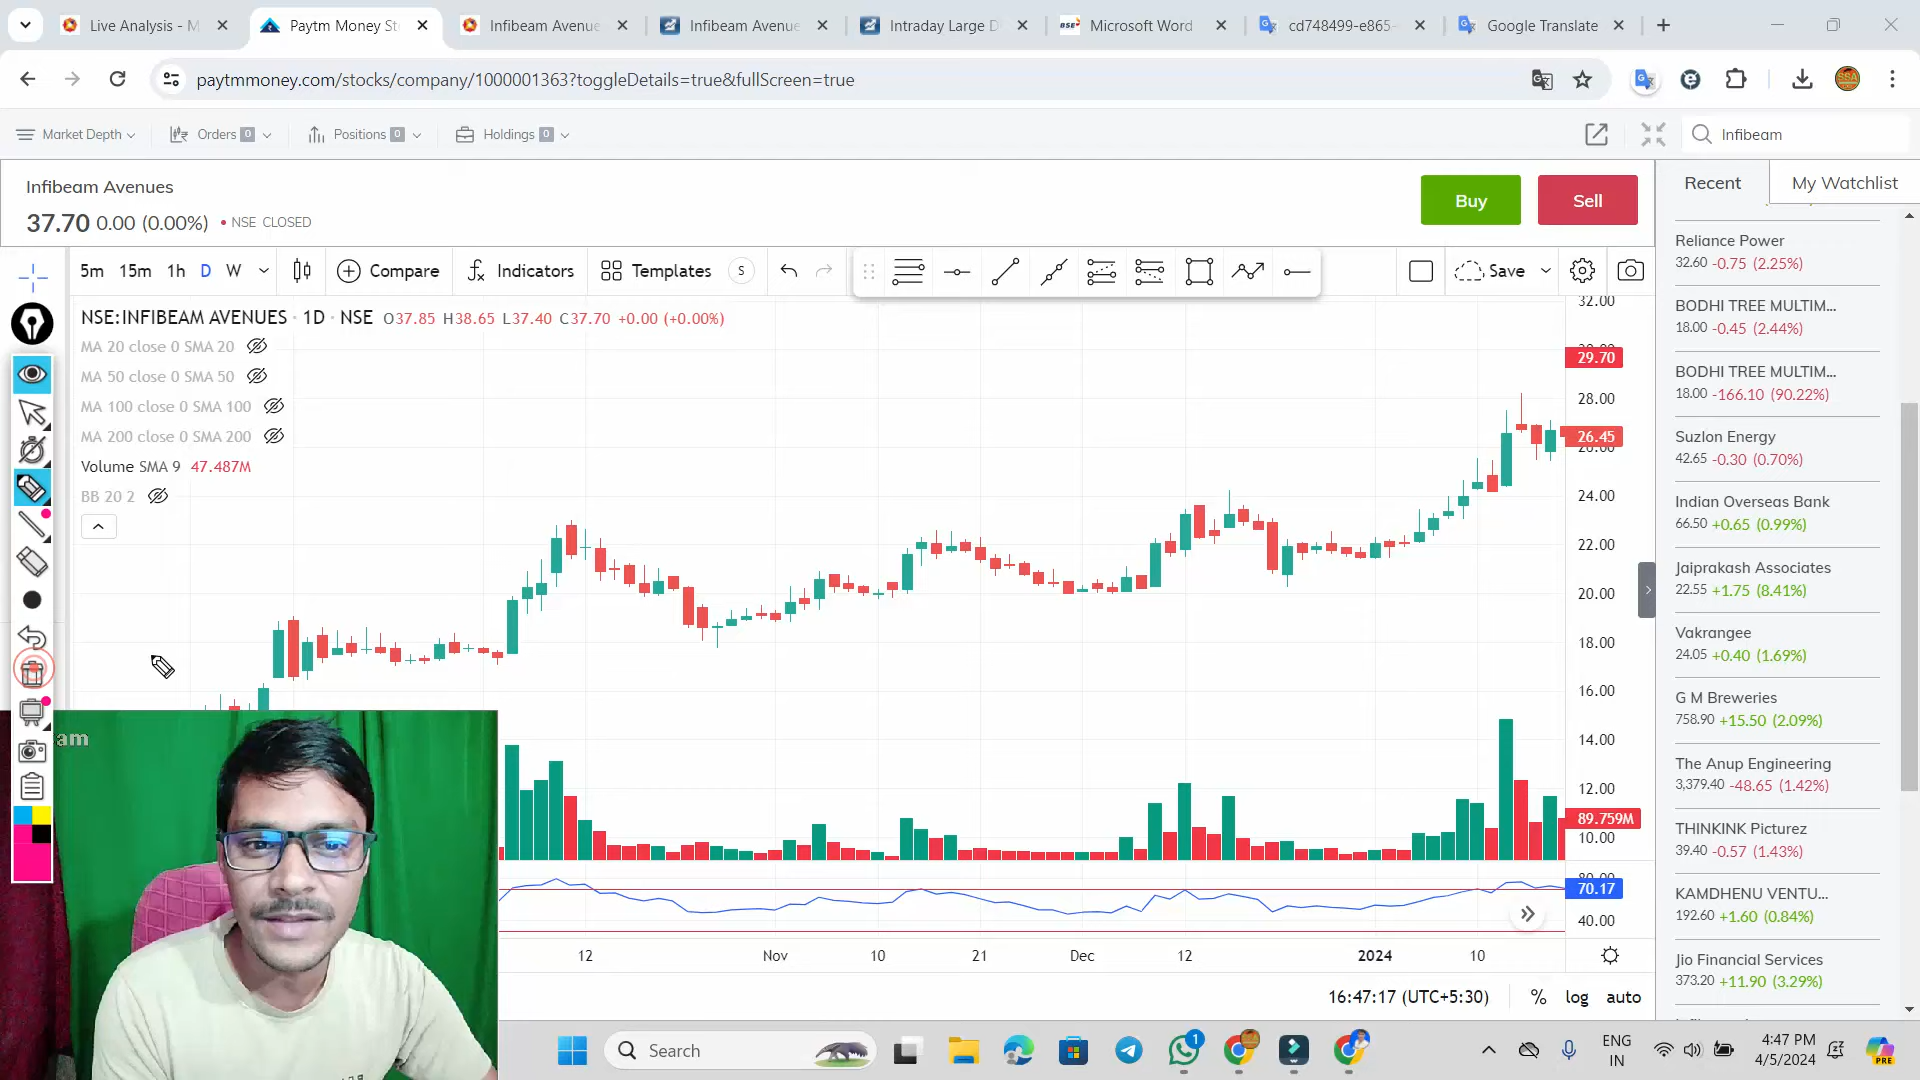 Live Analysis - M
Paytm Money St
Infibeam Avenue
Infibeam Avenue
Intraday Large D
BSE
Microsoft Word
cd748499-e865-
Google Translate
paytmmoney.com/stocks/company/1000001363?toggleDetails=true&fullScreen=true
Market Depth
Orders 0
Positions 0
Holdings 0
Infibeam
Infibeam Avenues
37.70 0.00 (0.00%) • NSE CLOSED
Buy
Sell
Recent
My Watchlist
5m 15m 1h D W
Compare
Indicators
Templates
S
Save
NSE:INFIBEAM AVENUES · 1D · NSE O37.85 H38.65 L37.40 C37.70 +0.00 (+0.00%)
MA 20 close 0 SMA 20
MA 50 close 0 SMA 50
MA 100 close 0 SMA 100
MA 200 close 0 SMA 200
Volume SMA 9 47.487M
BB 20 2
32.00
29.70
28.00
26.45
26.00
24.00
22.00
20.00
18.00
16.00
14.00
12.00
89.759M
10.00
80.00
70.17
40.00
12
Nov
10
21
Dec
12
2024
10
16:47:17 (UTC+5:30)
%
log
auto
Reliance Power
32.60 -0.75 (2.25%)
BODHI TREE MULTIM...
18.00 -0.45 (2.44%)
BODHI TREE MULTIM...
18.00 -166.10 (90.22%)
Suzlon Energy
42.65 -0.30 (0.70%)
Indian Overseas Bank
66.50 +0.65 (0.99%)
Jaiprakash Associates
22.55 +1.75 (8.41%)
Vakrangee
24.05 +0.40 (1.69%)
G M Breweries
758.90 +15.50 (2.09%)
The Anup Engineering
3,379.40 -48.65 (1.42%)
THINKINK Picturez
39.40 -0.57 (1.43%)
KAMDHENU VENTU...
192.60 +1.60 (0.84%)
Jio Financial Services
373.20 +11.90 (3.29%)
am
Search
1
ENG
IN
4:47 PM
4/5/2024
PRE